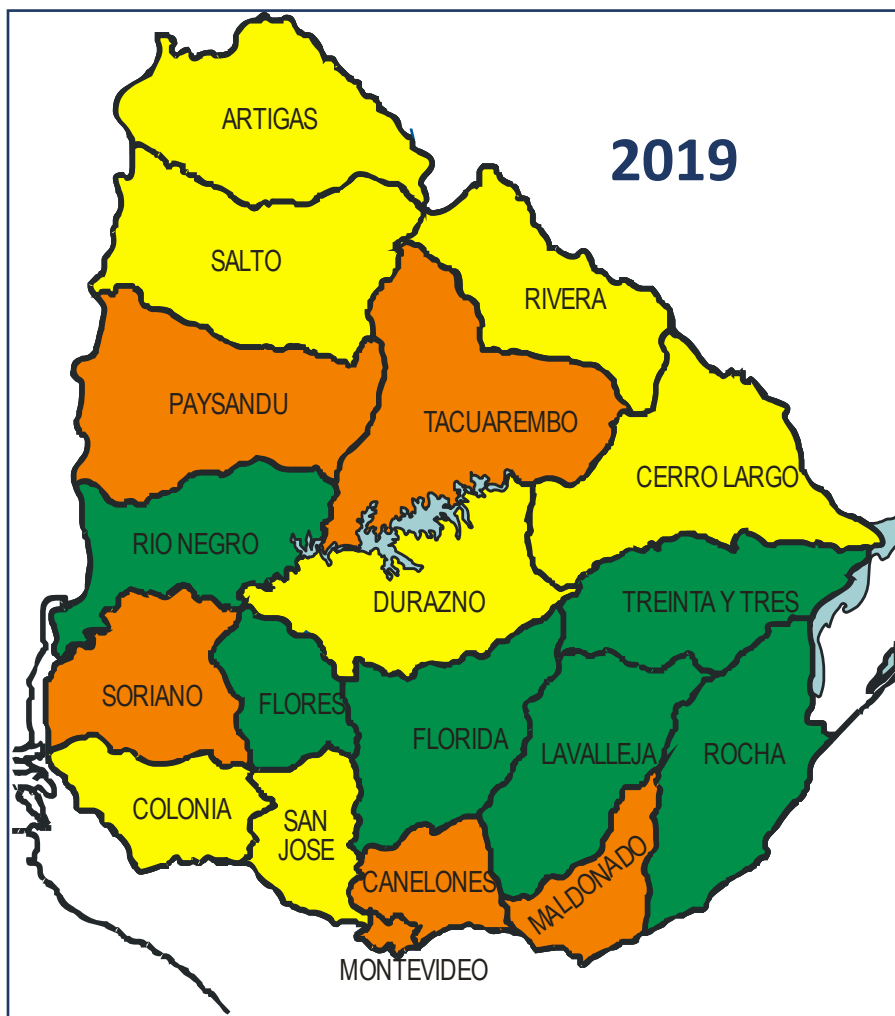 ARTIGAS
2019
SALTO
RIVERA
PAYSANDU
TACUAREMBO
CERRO LARGO
RIO NEGRO
DURAZNO
TREINTA Y TRES
SORIANO
FLORES
FLORIDA
LAVALLEJA
ROCHA
COLONIA
SAN
JOSE
CANELONES
MALDONADO
MONTEVIDEO